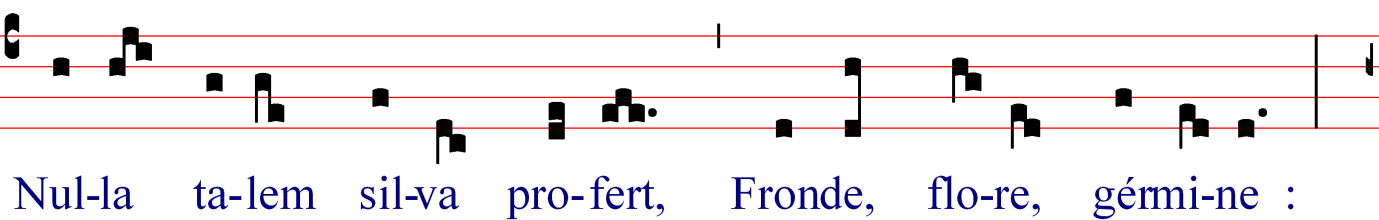 Nul-la ta-lem sil-va pro-fert, Fronde, flo-re, gérmi-ne :